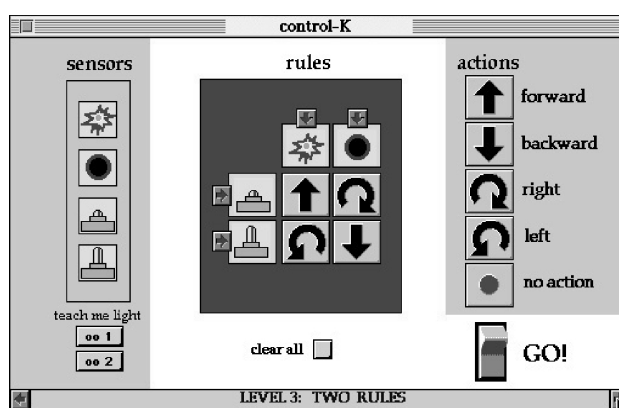 control-K
sensors
rules
actions
forward
backward
right
left
no action
teach me light
oo 1
oo 2
clear all
GO!
LEVEL 3: TWO RULES